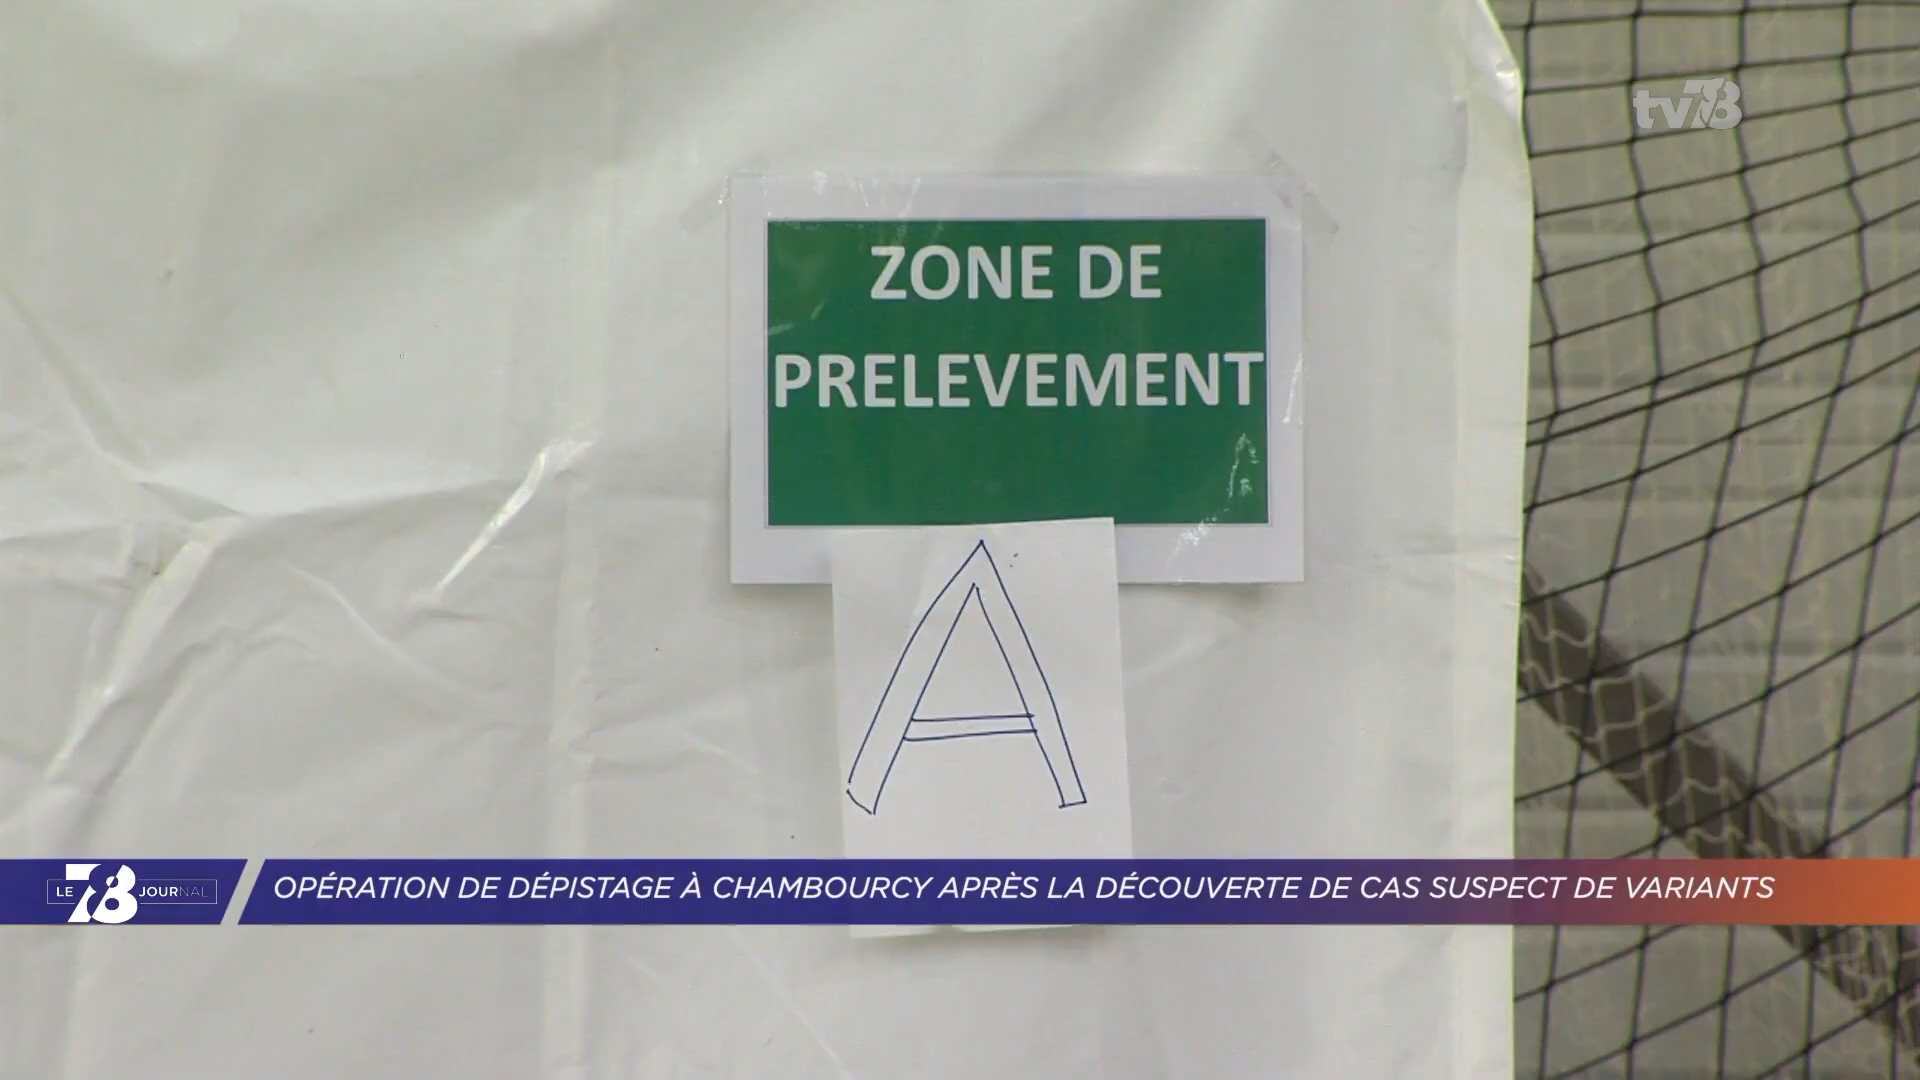 tv78
ZONE DE
PRELEVEMENT
A
LE 78 JOURNAL
OPÉRATION DE DÉPISTAGE À CHAMBOURCY APRÈS LA DÉCOUVERTE DE CAS SUSPECT DE VARIANTS